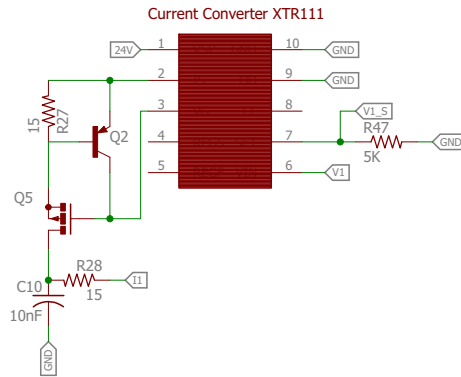 Current Converter XTR111
24V
1
10
GND
2
9
GND
3
8
4
7
V1_S
R47
5K
GND
5
6
V1
15
R27
Q2
Q5
R28
15
I1
C10
10nF
GND